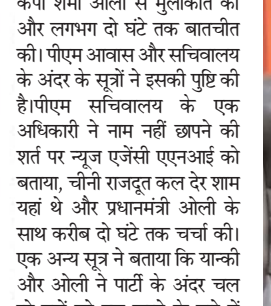 केपी शर्मा ओली से मुलाकात की
और लगभग दो घंटे तक बातचीत
की। पीएम आवास और सचिवालय
के अंदर के सूत्रों ने इसकी पुष्टि की
है।पीएम सचिवालय के एक
अधिकारी ने नाम नहीं छापने की
शर्त पर न्यूज एजेंसी एएनआई को
बताया, चीनी राजदूत कल देर शाम
यहां थे और प्रधानमंत्री ओली के
साथ करीब दो घंटे तक चर्चा की।
एक अन्य सूत्र ने बताया कि यान्की
और ओली ने पार्टी के अंदर चल